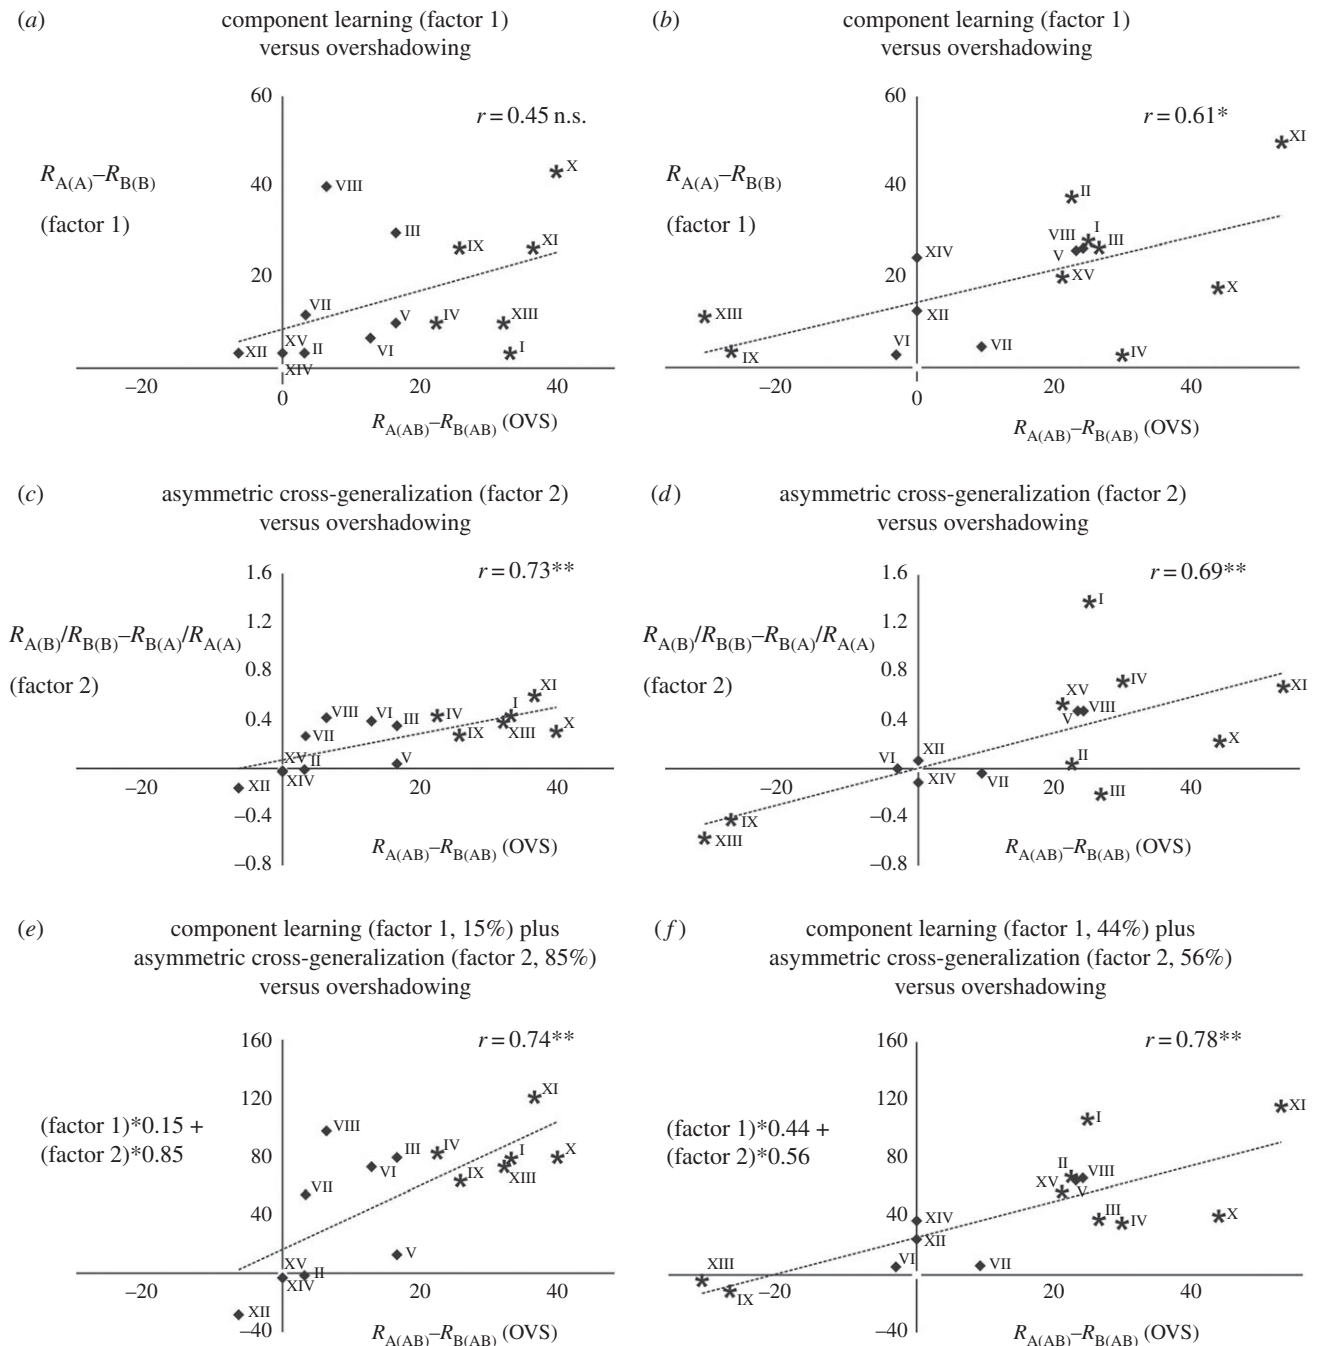 (a)
component learning (factor 1)
versus overshadowing
60
r = 0.45 n.s.
X
R_A(A)–R_B(B)
40
VIII
(factor 1)
III
IX
XI
20
VII
V
IV
XIII
XV
VI
XII
II
I
XIV
–20
0
20
40
R_A(AB)–R_B(AB) (OVS)
(b)
component learning (factor 1)
versus overshadowing
60
r = 0.61*
XI
R_A(A)–R_B(B)
40
II
(factor 1)
I
VIII
III
XIV
V
20
XV
X
XIII
XII
VI
VII
IV
IX
–20
0
20
40
R_A(AB)–R_B(AB) (OVS)
(c)
asymmetric cross-generalization (factor 2)
versus overshadowing
1.6
r = 0.73**
1.2
R_A(B)/R_B(B)–R_B(A)/R_A(A)
0.8
(factor 2)
XI
I
VIII
VI
IV
0.4
III
X
VII
IX
XIII
XV
II
V
XIV
XII
–20
20
40
–0.4
R_A(AB)–R_B(AB) (OVS)
–0.8
(d)
asymmetric cross-generalization (factor 2)
versus overshadowing
1.6
r = 0.69**
I
1.2
R_A(B)/R_B(B)–R_B(A)/R_A(A)
0.8
(factor 2)
IV
XI
XV
0.4
V
VIII
X
XII
VI
II
XIV
VII
–20
20
III
40
–0.4
IX
XIII
R_A(AB)–R_B(AB) (OVS)
–0.8
(e)
component learning (factor 1, 15%) plus
asymmetric cross-generalization (factor 2, 85%)
versus overshadowing
160
r = 0.74**
XI
120
(factor 1)*0.15 +
VIII
(factor 2)*0.85
III
IV
I
X
80
VI
IX
XIII
VII
40
V
XV
II
XIV
–20
20
40
XII
–40
R_A(AB)–R_B(AB) (OVS)
(f)
component learning (factor 1, 44%) plus
asymmetric cross-generalization (factor 2, 56%)
versus overshadowing
160
r = 0.78**
120
XI
(factor 1)*0.44 +
I
(factor 2)*0.56
80
II
VIII
XV
V
40
XIV
III
IV
X
XII
XIII
VI
VII
IX
–20
20
40
–40
R_A(AB)–R_B(AB) (OVS)